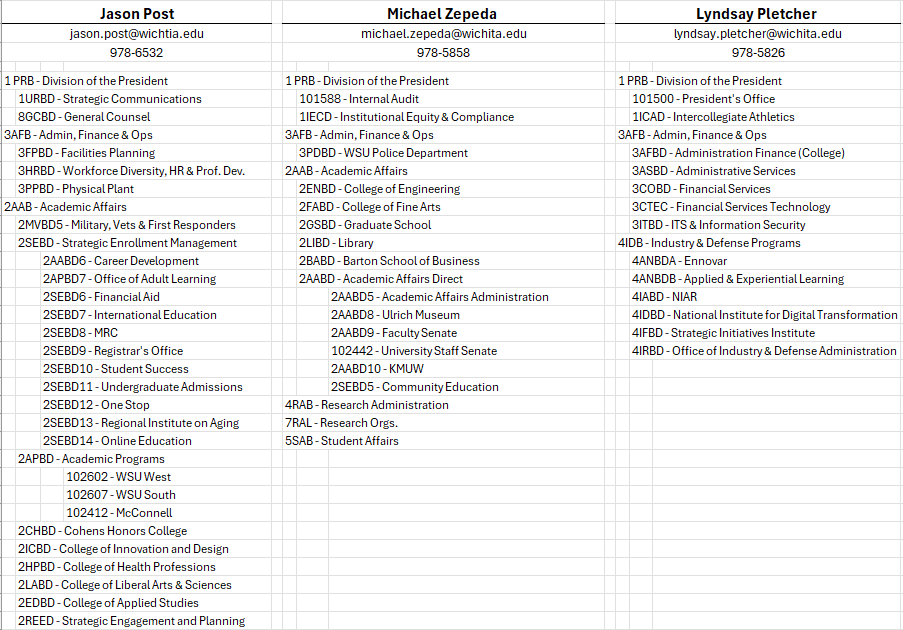 Jason Post
jason.post@wichtia.edu
978-6532
1 PRB - Division of the President
1URBD - Strategic Communications
8GCBD - General Counsel
3AFB - Admin, Finance & Ops
3FPBD - Facilities Planning
3HRBD - Workforce Diversity, HR & Prof. Dev.
3PPBD - Physical Plant
2AAB - Academic Affairs
2MVBD5 - Military, Vets & First Responders
2SEBD - Strategic Enrollment Management
2AABD6 - Career Development
2APBD7 - Office of Adult Learning
2SEBD6 - Financial Aid
2SEBD7 - International Education
2SEBD8 - MRC
2SEBD9 - Registrar's Office
2SEBD10 - Student Success
2SEBD11 - Undergraduate Admissions
2SEBD12 - One Stop
2SEBD13 - Regional Institute on Aging
2SEBD14 - Online Education
2APBD - Academic Programs
102602 - WSU West
102607 - WSU South
102412 - McConnell
2CHBD - Cohens Honors College
2ICBD - College of Innovation and Design
2HPBD - College of Health Professions
2LABD - College of Liberal Arts & Sciences
2EDBD - College of Applied Studies
2REED - Strategic Engagement and Planning
Michael Zepeda
michael.zepeda@wichita.edu
978-5858
1 PRB - Division of the President
101588 - Internal Audit
1IECD - Institutional Equity & Compliance
3AFB - Admin, Finance & Ops
3PDBD - WSU Police Department
2AAB - Academic Affairs
2ENBD - College of Engineering
2FABD - College of Fine Arts
2GSBD - Graduate School
2LIBD - Library
2BABD - Barton School of Business
2AABD - Academic Affairs Direct
2AABD5 - Academic Affairs Administration
2AABD8 - Ulrich Museum
2AABD9 - Faculty Senate
102442 - University Staff Senate
2AABD10 - KMUW
2SEBD5 - Community Education
4RAB - Research Administration
7RAL - Research Orgs.
5SAB - Student Affairs
Lyndsay Pletcher
lyndsay.pletcher@wichita.edu
978-5826
1 PRB - Division of the President
101500 - President's Office
1ICAD - Intercollegiate Athletics
3AFB - Admin, Finance & Ops
3AFBD - Administration Finance (College)
3ASBD - Administrative Services
3COBD - Financial Services
3CTEC - Financial Services Technology
3ITBD - ITS & Information Security
4IDB - Industry & Defense Programs
4ANBDA - Ennovar
4ANBDB - Applied & Experiential Learning
4IABD - NIAR
4IDBD - National Institute for Digital Transformation
4IFBD - Strategic Initiatives Institute
4IRBD - Office of Industry & Defense Administration